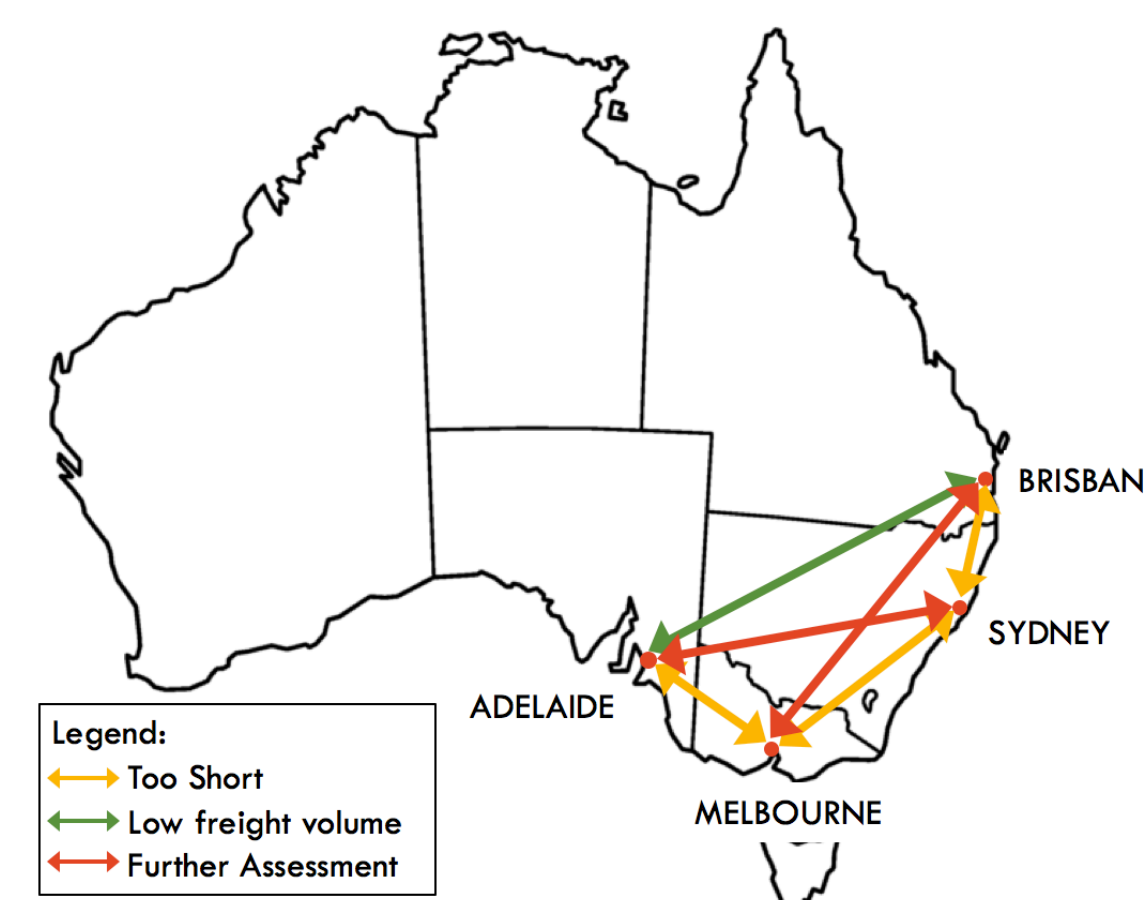 BRISBAN
SYDNEY
ADELAIDE
MELBOURNE
Legend:
Too Short
Low freight volume
Further Assessment